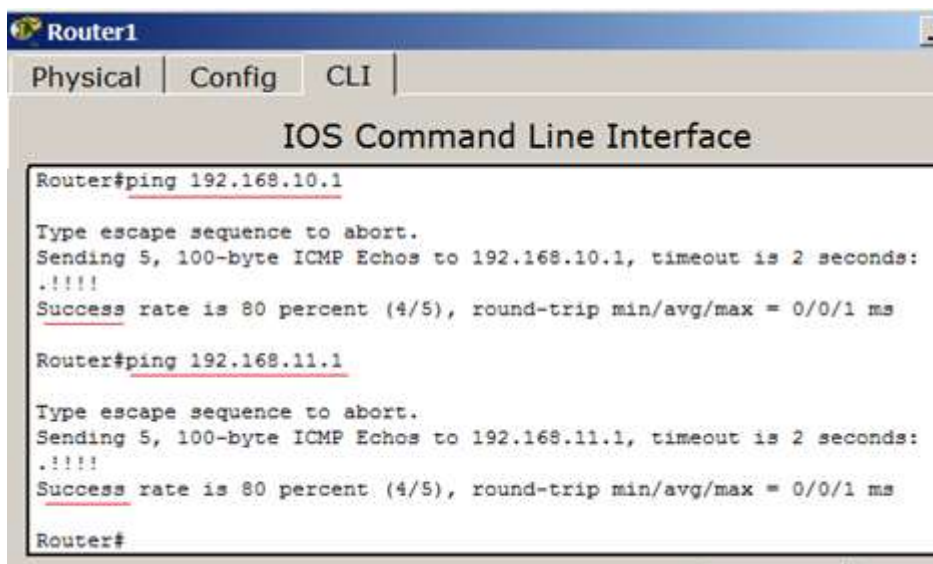 Router1
Physical Config CLI
IOS Command Line Interface
Router#ping 192.168.10.1
Type escape sequence to abort.
Sending 5, 100-byte ICMP Echos to 192.168.10.1, timeout is 2 seconds:
.!!!!
Success rate is 80 percent (4/5), round-trip min/avg/max = 0/0/1 ms
Router#ping 192.168.11.1
Type escape sequence to abort.
Sending 5, 100-byte ICMP Echos to 192.168.11.1, timeout is 2 seconds:
.!!!!
Success rate is 80 percent (4/5), round-trip min/avg/max = 0/0/1 ms
Router#